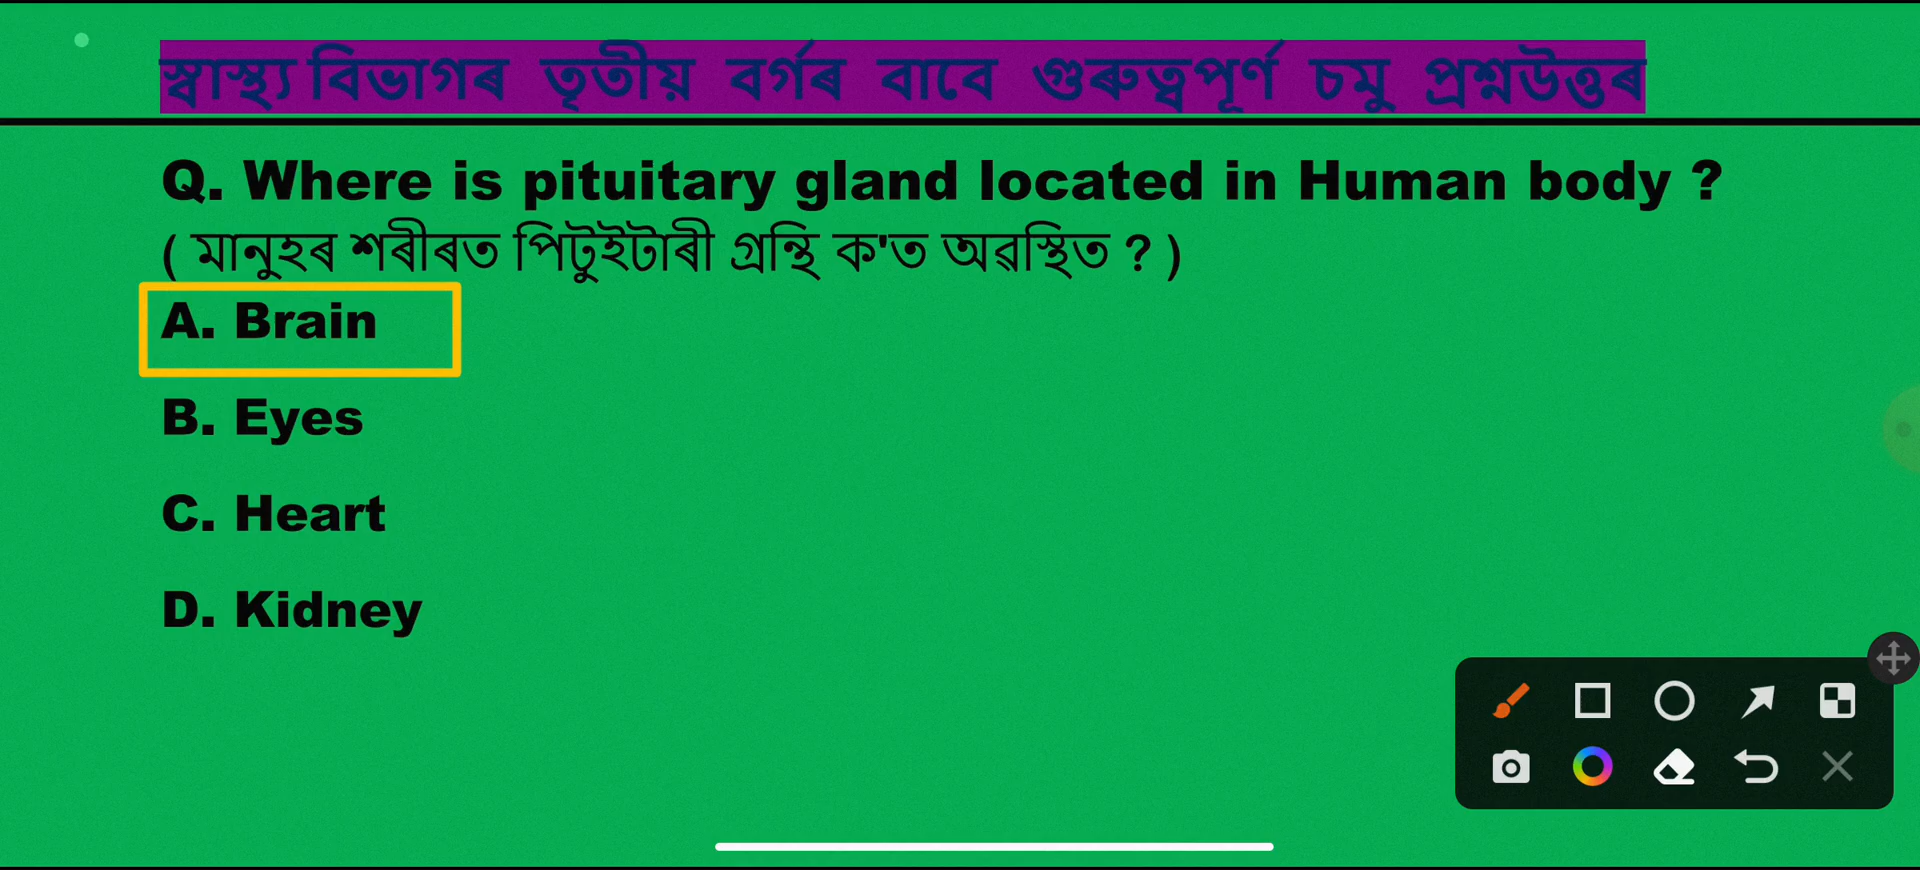 স্বাস্থ্য বিভাগৰ তৃতীয় বৰ্গৰ বাবে গুৰুত্বপূৰ্ণ চমু প্ৰশ্নউত্তৰ
Q. Where is pituitary gland located in Human body ?
( মানুহৰ শৰীৰত পিটুইটাৰী গ্ৰন্থি ক'ত অৱস্থিত ? )
A. Brain
B. Eyes
C. Heart
D. Kidney